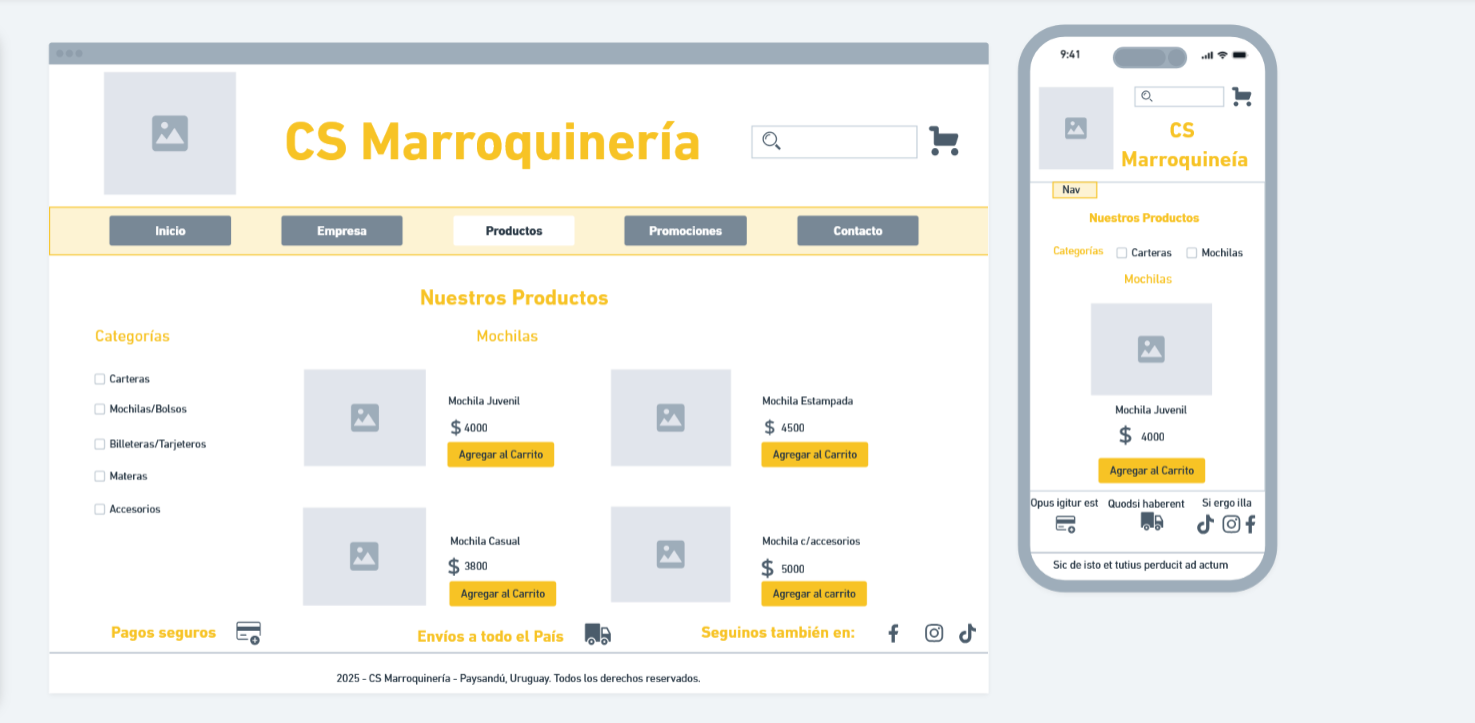 CS Marroquinería
Inicio
Empresa
Productos
Promociones
Contacto
Nuestros Productos
Categorías
Mochilas
Carteras
Mochilas/Bolsos
Billeteras/Tarjeteros
Materas
Accesorios
Mochila Juvenil
$ 4000
Agregar al Carrito
Mochila Estampada
$ 4500
Agregar al Carrito
Mochila Casual
$ 3800
Agregar al Carrito
Mochila c/accesorios
$ 5000
Agregar al carrito
Pagos seguros
Envíos a todo el País
Seguinos también en:
2025 - CS Marroquinería - Paysandú, Uruguay. Todos los derechos reservados.
9:41
CS
Marroquineía
Nav
Nuestros Productos
Categorías
Carteras
Mochilas
Mochilas
Mochila Juvenil
$ 4000
Agregar al Carrito
Opus igitur est
Quodsi haberent
Si ergo illa
Sic de isto et tutius perducit ad actum